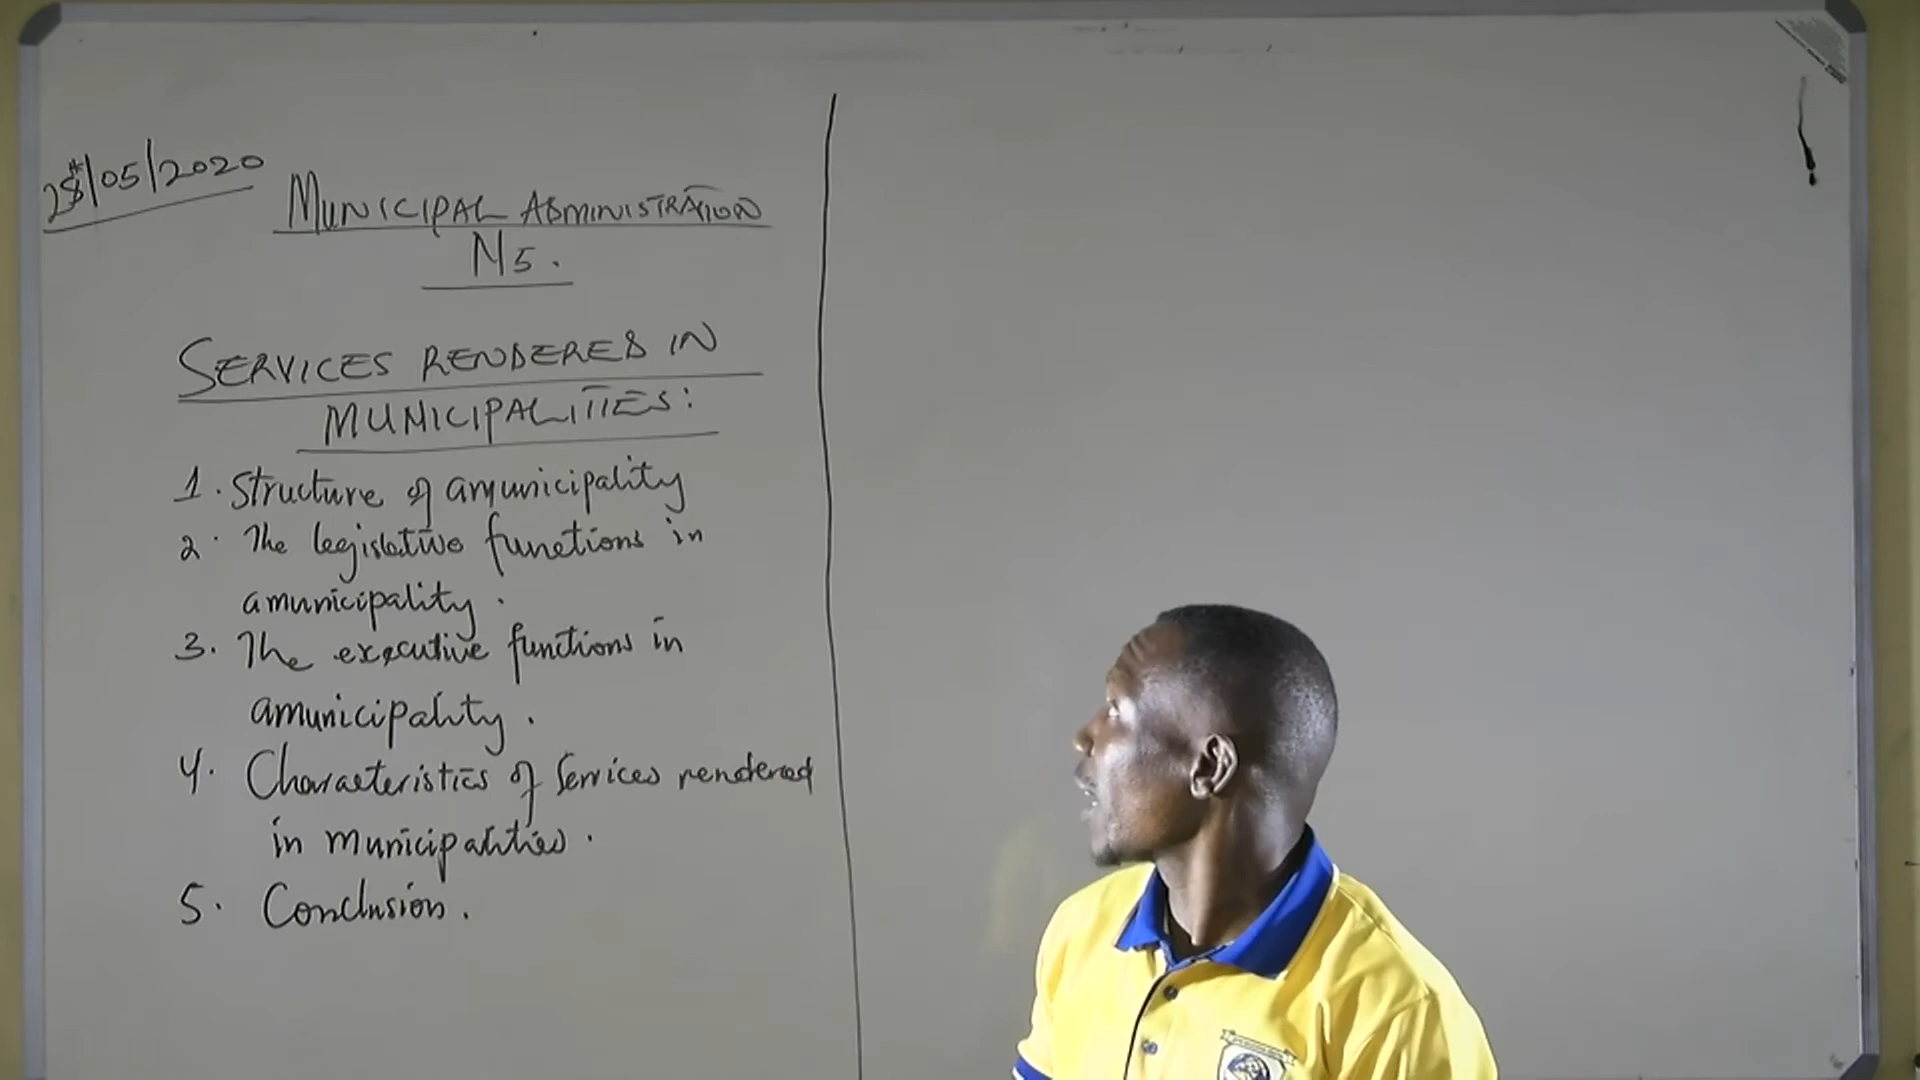 28/05/2020
MUNICIPAL ADMINISTRATION
N5.
SERVICES RENDERED IN
MUNICIPALITIES:
1. Structure of amunicipality
2. The legislative functions in
amunicipality.
3. The executive functions in
amunicipality.
4. Characteristics of Services rendered
in municipalities.
5. Conclusion.